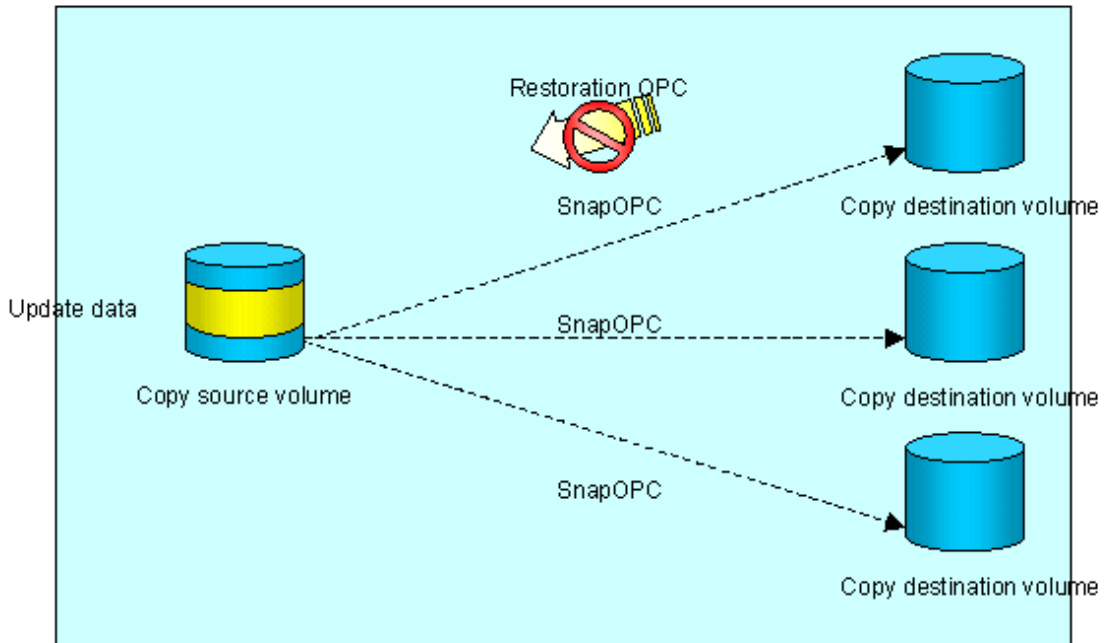 Restoration OPC
SnapOPC
Copy destination volume
Update data
SnapOPC
Copy source volume
Copy destination volume
SnapOPC
Copy destination volume